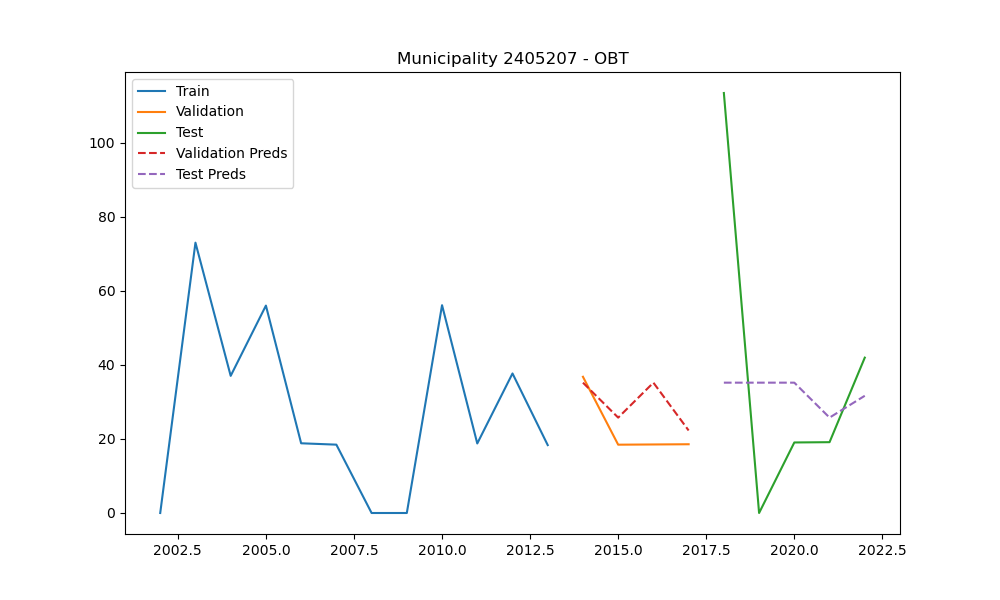 Municipality 2405207 - OBT
Train
Validation
Test
Validation Preds
Test Preds
100
80
60
40
20
0
2002.5 2005.0 2007.5 2010.0 2012.5 2015.0 2017.5 2020.0 2022.5